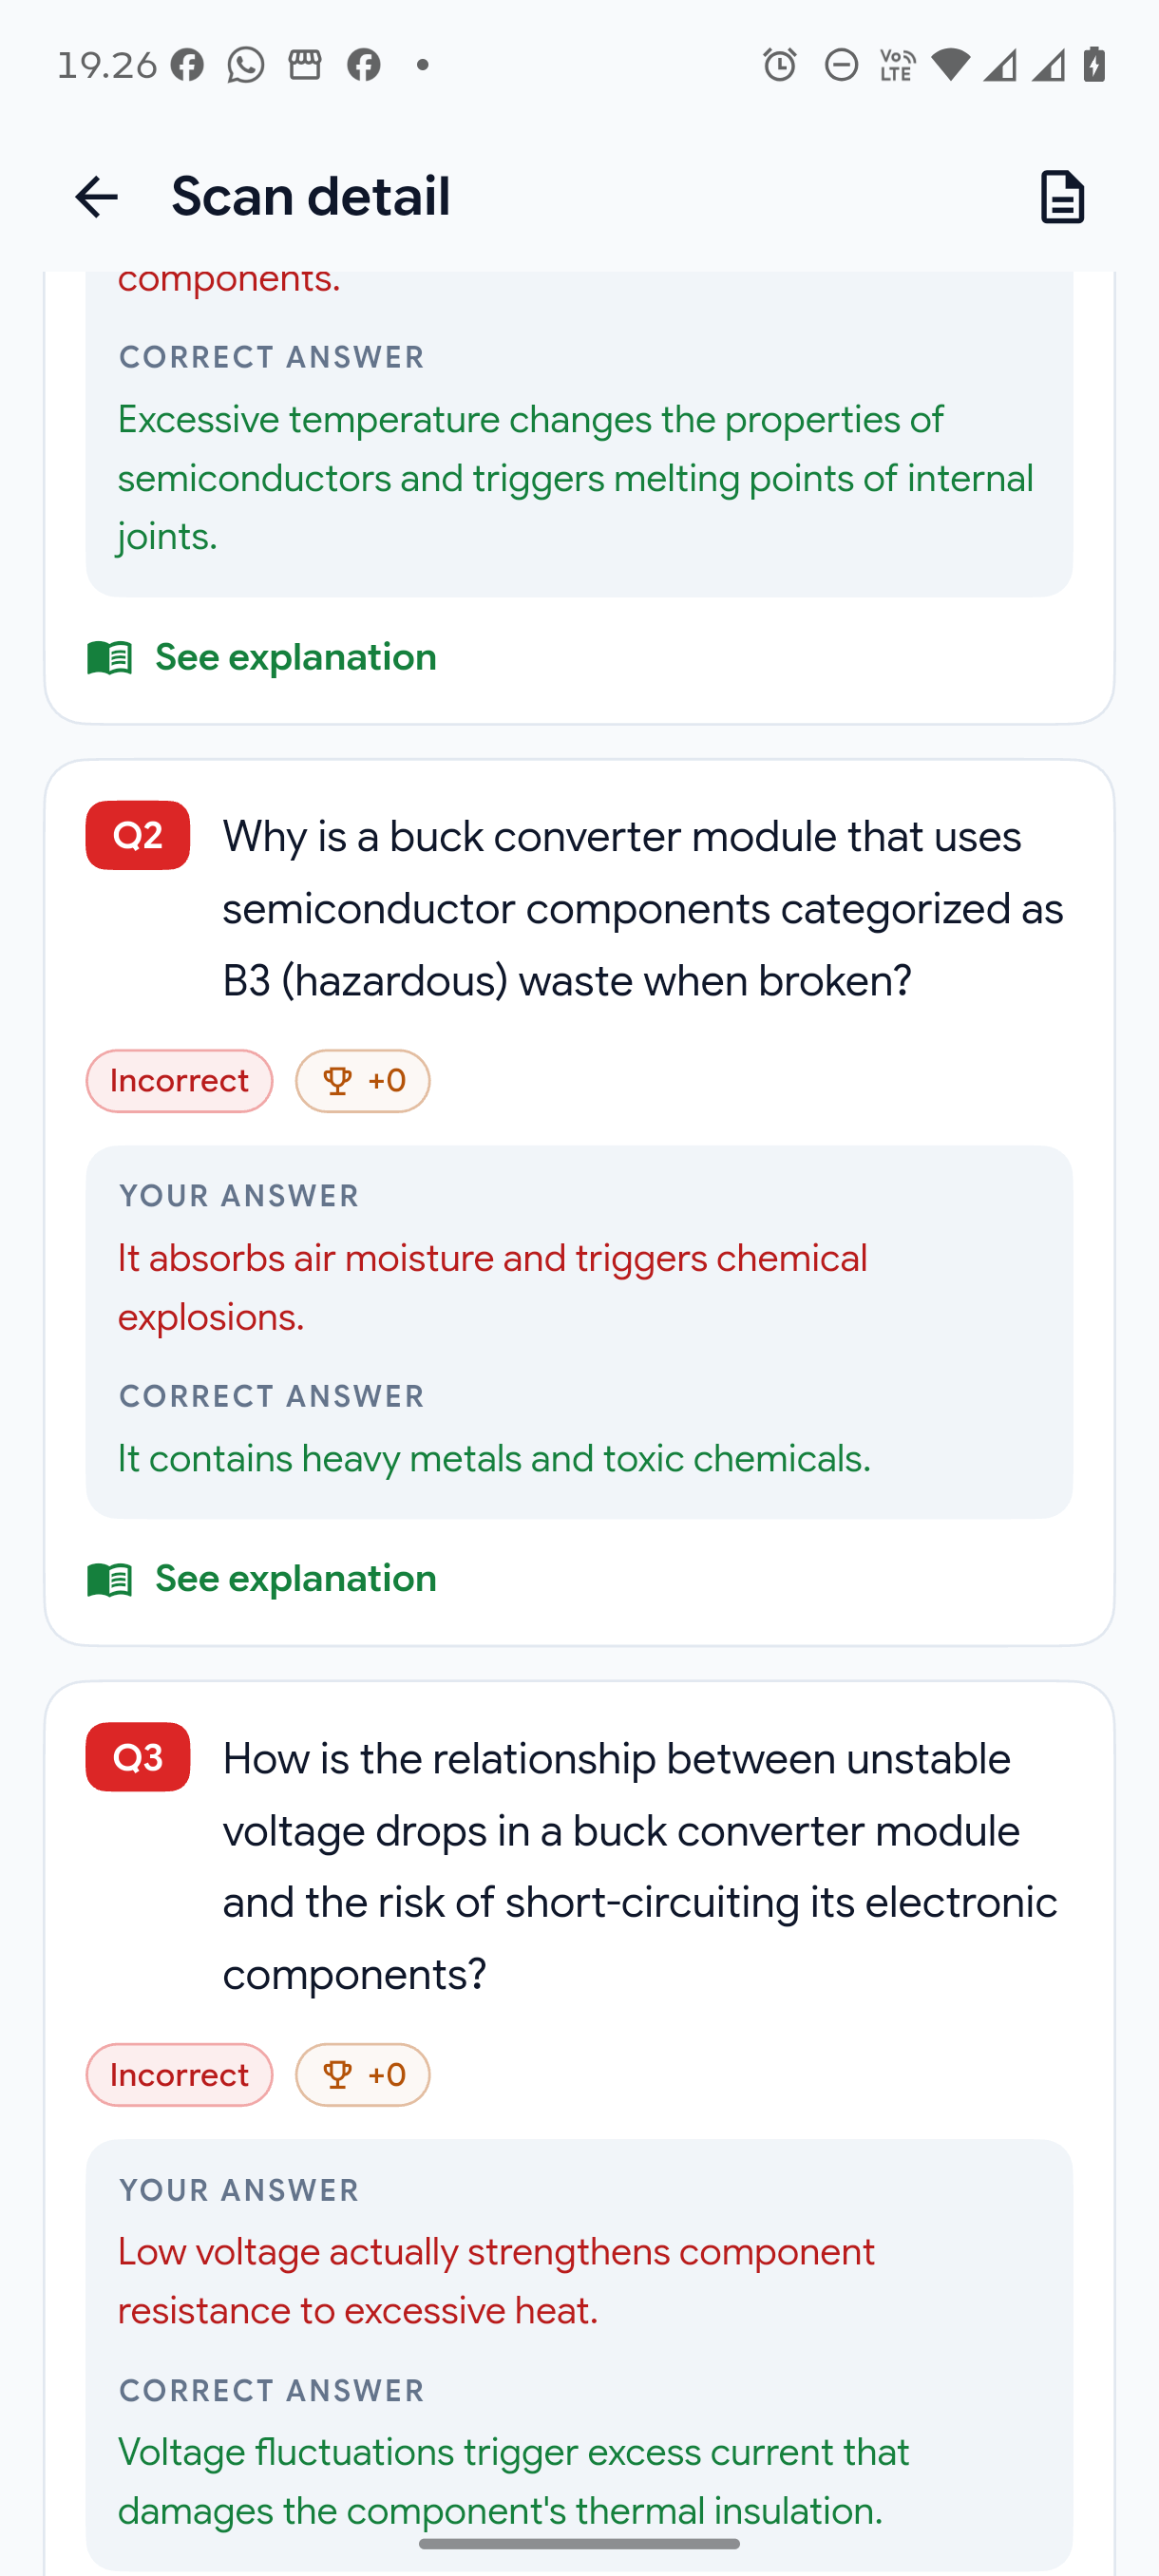 19.26
Vo) LTE
Scan detail
components.
CORRECT ANSWER
Excessive temperature changes the properties of
semiconductors and triggers melting points of internal
joints.
See explanation
Q2
Why is a buck converter module that uses
semiconductor components categorized as
B3 (hazardous) waste when broken?
Incorrect
+0
YOUR ANSWER
It absorbs air moisture and triggers chemical
explosions.
CORRECT ANSWER
It contains heavy metals and toxic chemicals.
See explanation
Q3
How is the relationship between unstable
voltage drops in a buck converter module
and the risk of short-circuiting its electronic
components?
Incorrect
+0
YOUR ANSWER
Low voltage actually strengthens component
resistance to excessive heat.
CORRECT ANSWER
Voltage fluctuations trigger excess current that
damages the component's thermal insulation.